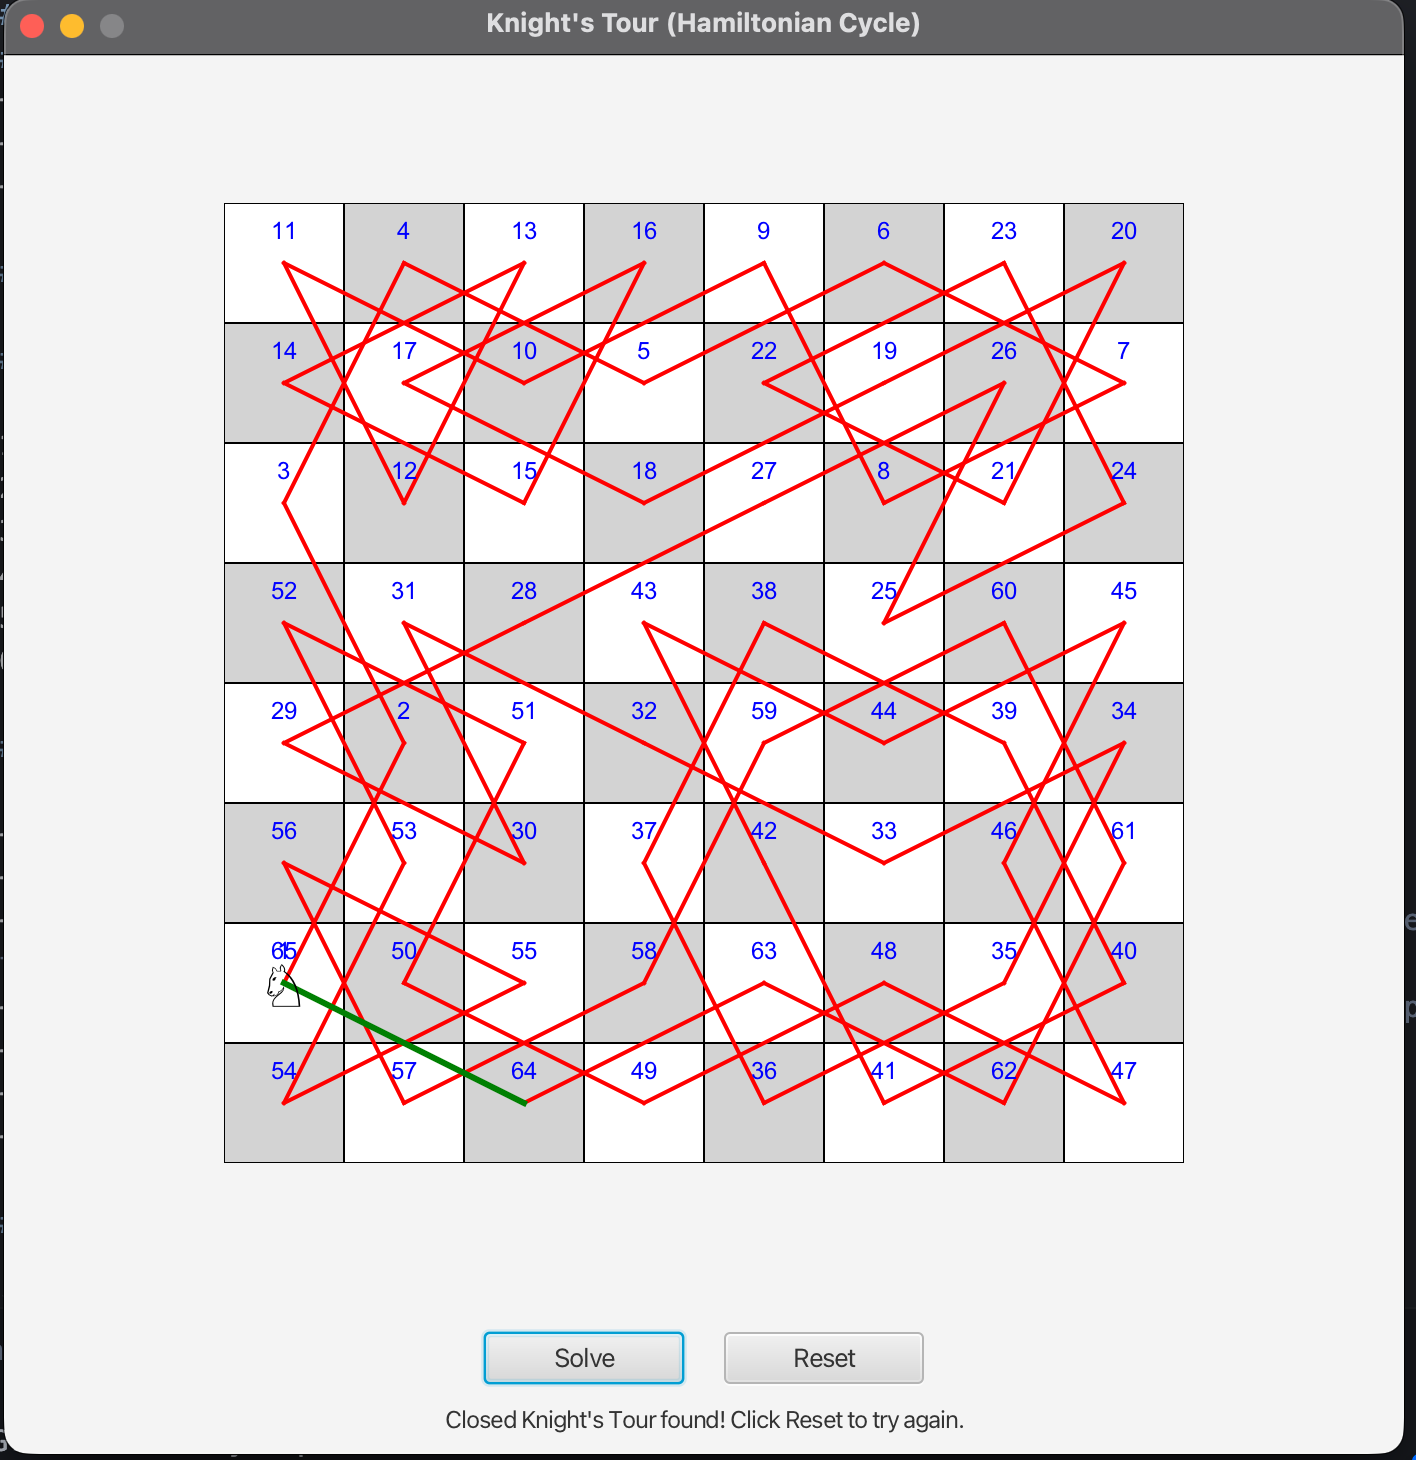 Knight's Tour (Hamiltonian Cycle)
11 4 13 16 9 6 23 20
14 17 10 5 22 19 26 7
3 12 15 18 27 8 21 24
52 31 28 43 38 25 60 45
29 2 51 32 59 44 39 34
56 53 30 37 42 33 46 61
65 1 50 55 58 63 48 35 40
54 57 64 49 36 41 62 47
Solve Reset
Closed Knight's Tour found! Click Reset to try again.